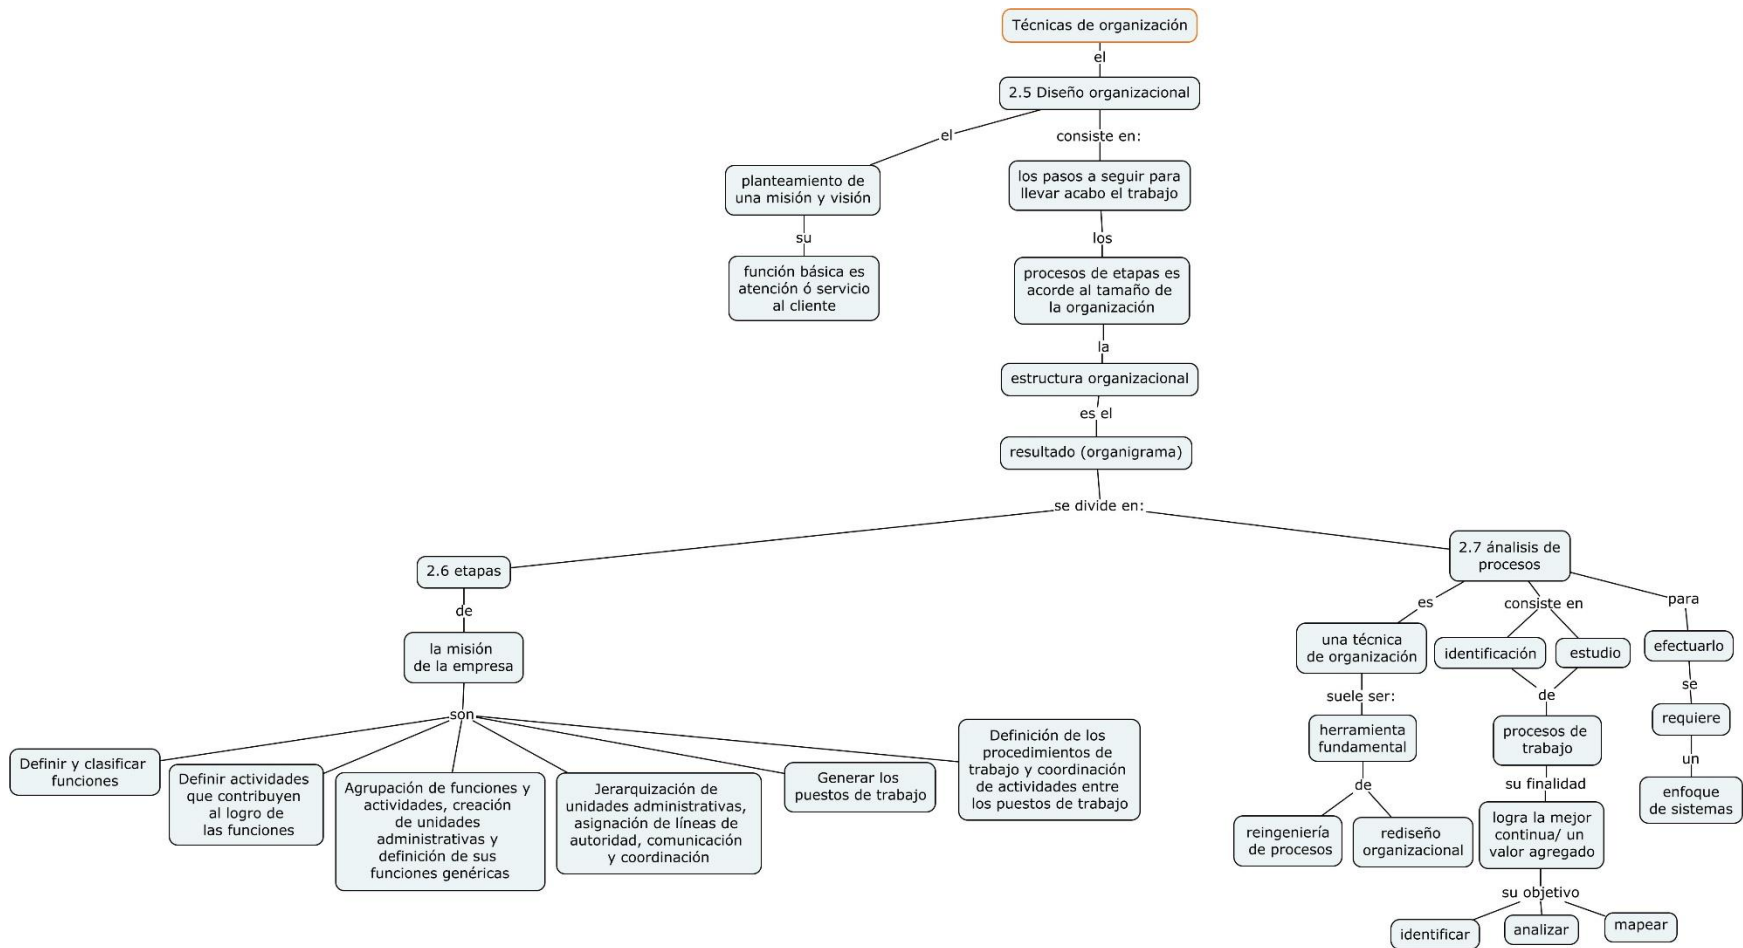 Técnicas de organización
el
2.5 Diseño organizacional
el
consiste en:
planteamiento de
una misión y visión
su
función básica es
atención ó servicio
al cliente
los pasos a seguir para
llevar acabo el trabajo
los
procesos de etapas es
acorde al tamaño de
la organización
la
estructura organizacional
es el
resultado (organigrama)
se divide en:
2.6 etapas
de
la misión
de la empresa
son
Definir y clasificar
funciones
Definir actividades
que contribuyen
al logro de
las funciones
Agrupación de funciones y
actividades, creación
de unidades
administrativas y
definición de sus
funciones genéricas
Jerarquización de
unidades administrativas,
asignación de líneas de
autoridad, comunicación
y coordinación
Generar los
puestos de trabajo
Definición de los
procedimientos de
trabajo y coordinación
de actividades entre
los puestos de trabajo
2.7 ánalisis de
procesos
es
una técnica
de organización
suele ser:
herramienta
fundamental
de
reingeniería
de procesos
rediseño
organizacional
consiste en
identificación
estudio
de
procesos de
trabajo
su finalidad
logra la mejor
continua/ un
valor agregado
su objetivo
identificar
analizar
mapear
para
efectuarlo
se
requiere
un
enfoque
de sistemas